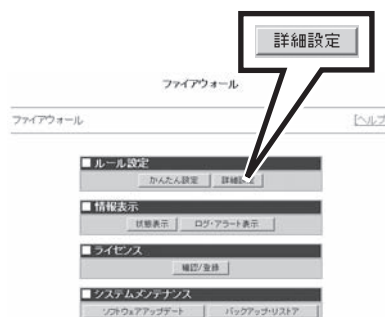 詳細設定
ファイアウォール
ファイアウォール [ヘルプ
■ルール設定
かんたん設定 詳細設定
■情報表示
状態表示 ログ・アラート表示
■ライセンス
確認/登録
■システムメンテナンス
ソフトウェアアップデート バックアップ・リストア